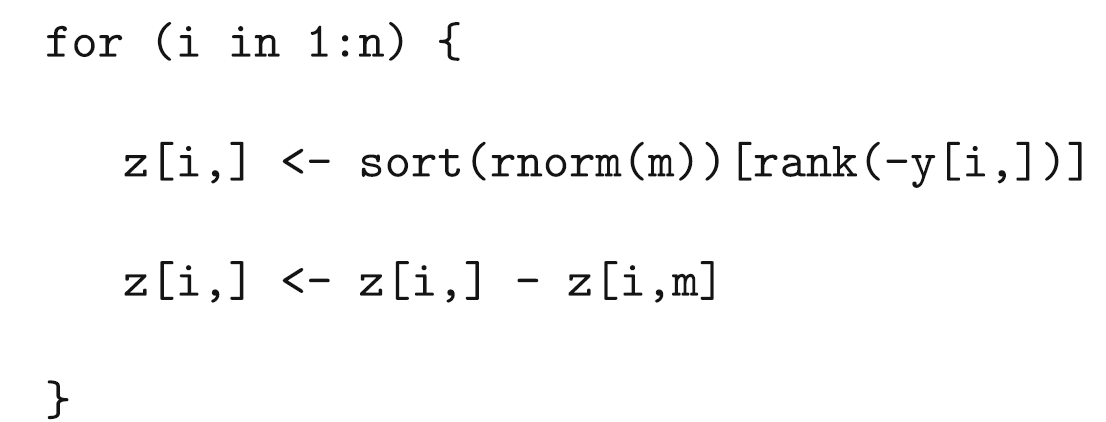 for (i in 1:n) {
z[i,] <- sort(rnorm(m))[rank(-y[i,])]
z[i,] <- z[i,] - z[i,m]
}